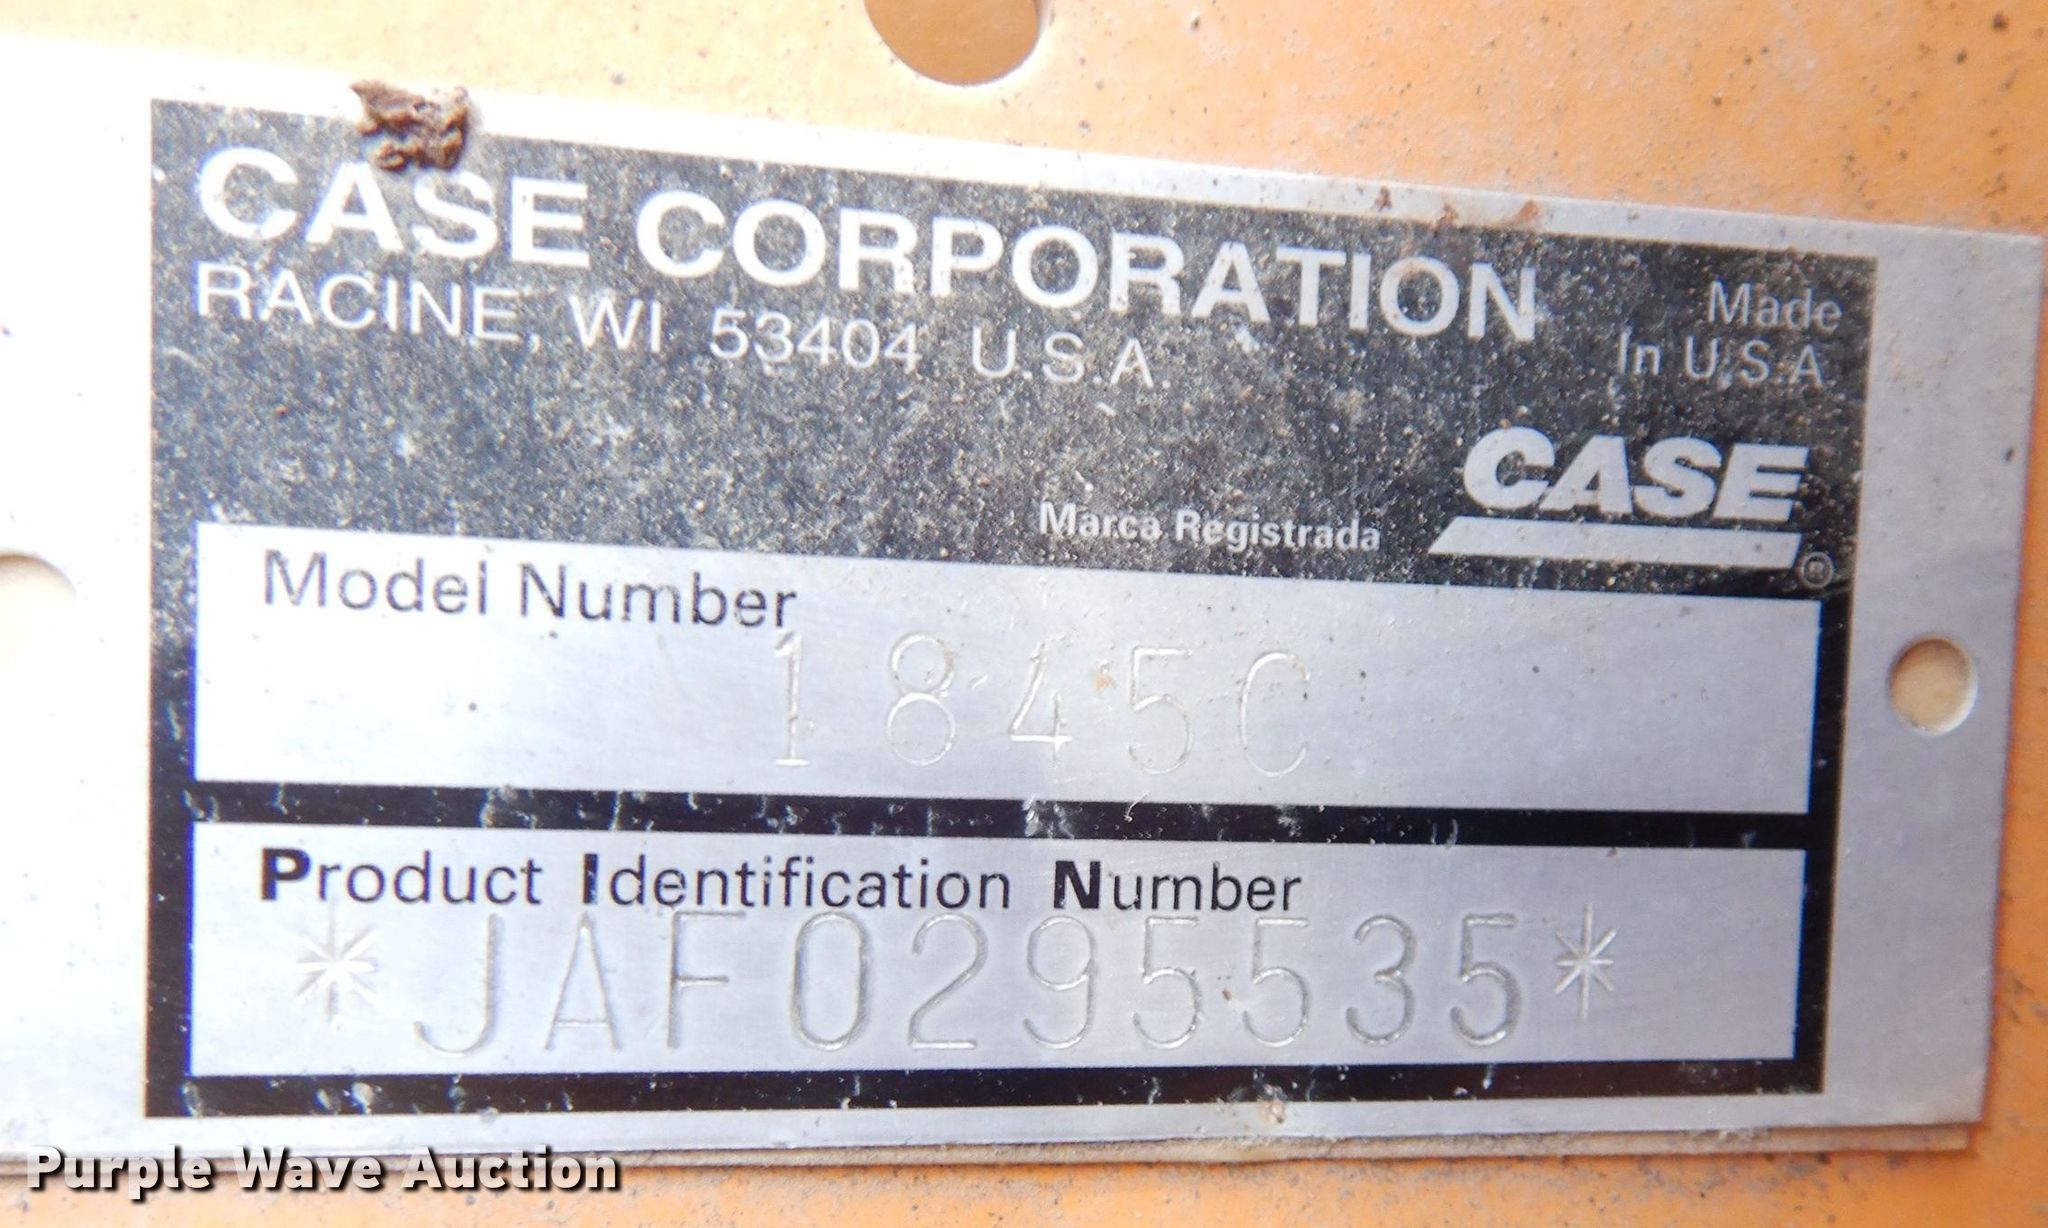 CASE CORPORATION
RACINE, WI 53404 U.S.A.
Made
In U.S.A.
CASE
Marca Registrada
®
Model Number
1845C
Product Identification Number
*JAF0295535*
Purple Wave Auction